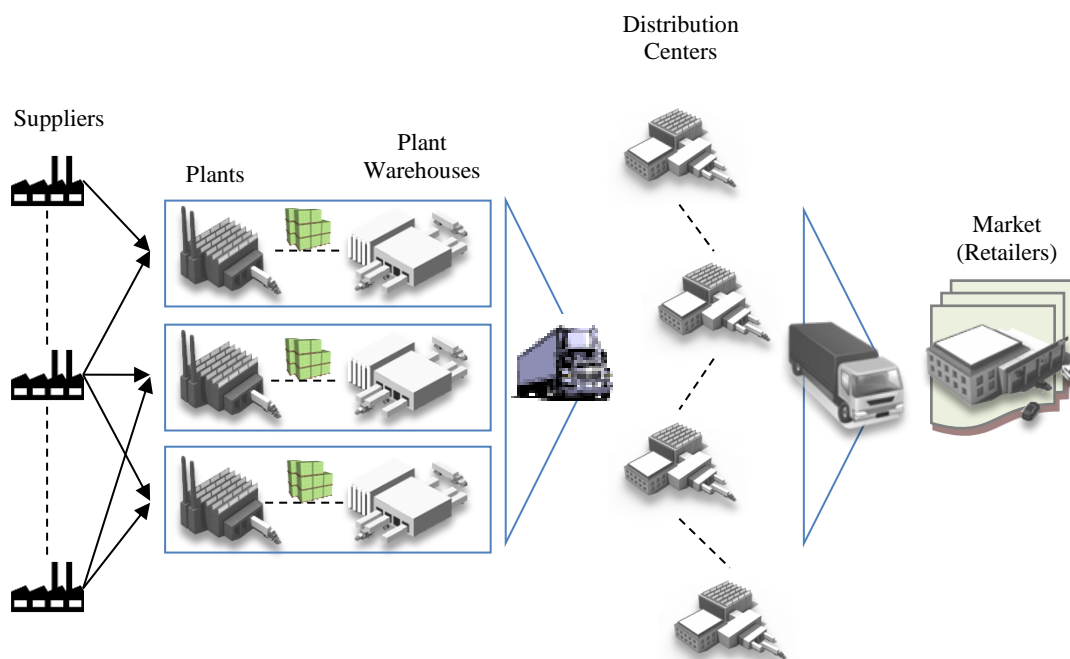 Distribution
Centers
Suppliers
Plants
Plant
Warehouses
Market
(Retailers)